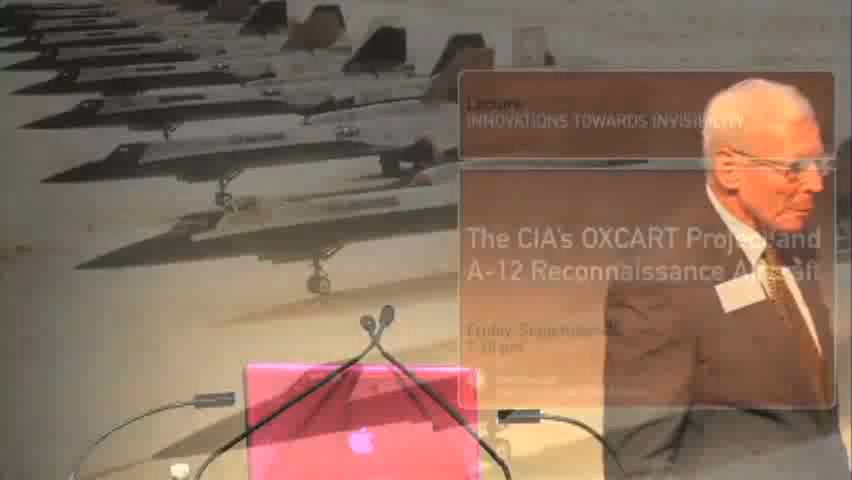 Lecture
INNOVATIONS TOWARDS INVISIBILITY
The CIA's OXCART Project and
A-12 Reconnaissance Aircraft
Friday, September
7:30 pm